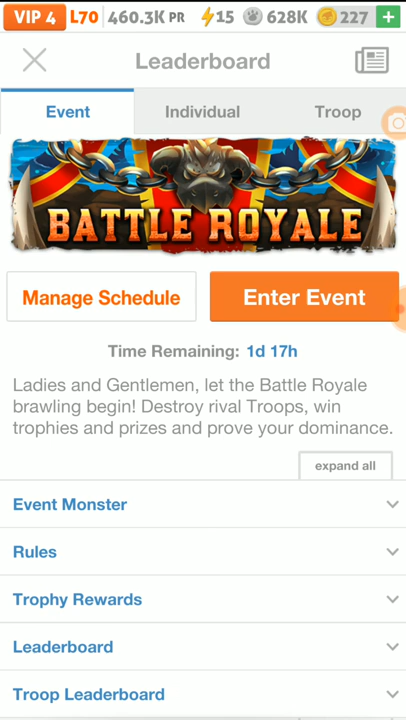 VIP 4 L70 460.3K PR 15 628K 227 +
Leaderboard
Event Individual Troop
BATTLE ROYALE
Manage Schedule Enter Event
Time Remaining: 1d 17h
Ladies and Gentlemen, let the Battle Royale
brawling begin! Destroy rival Troops, win
trophies and prizes and prove your dominance.
expand all
Event Monster
Rules
Trophy Rewards
Leaderboard
Troop Leaderboard